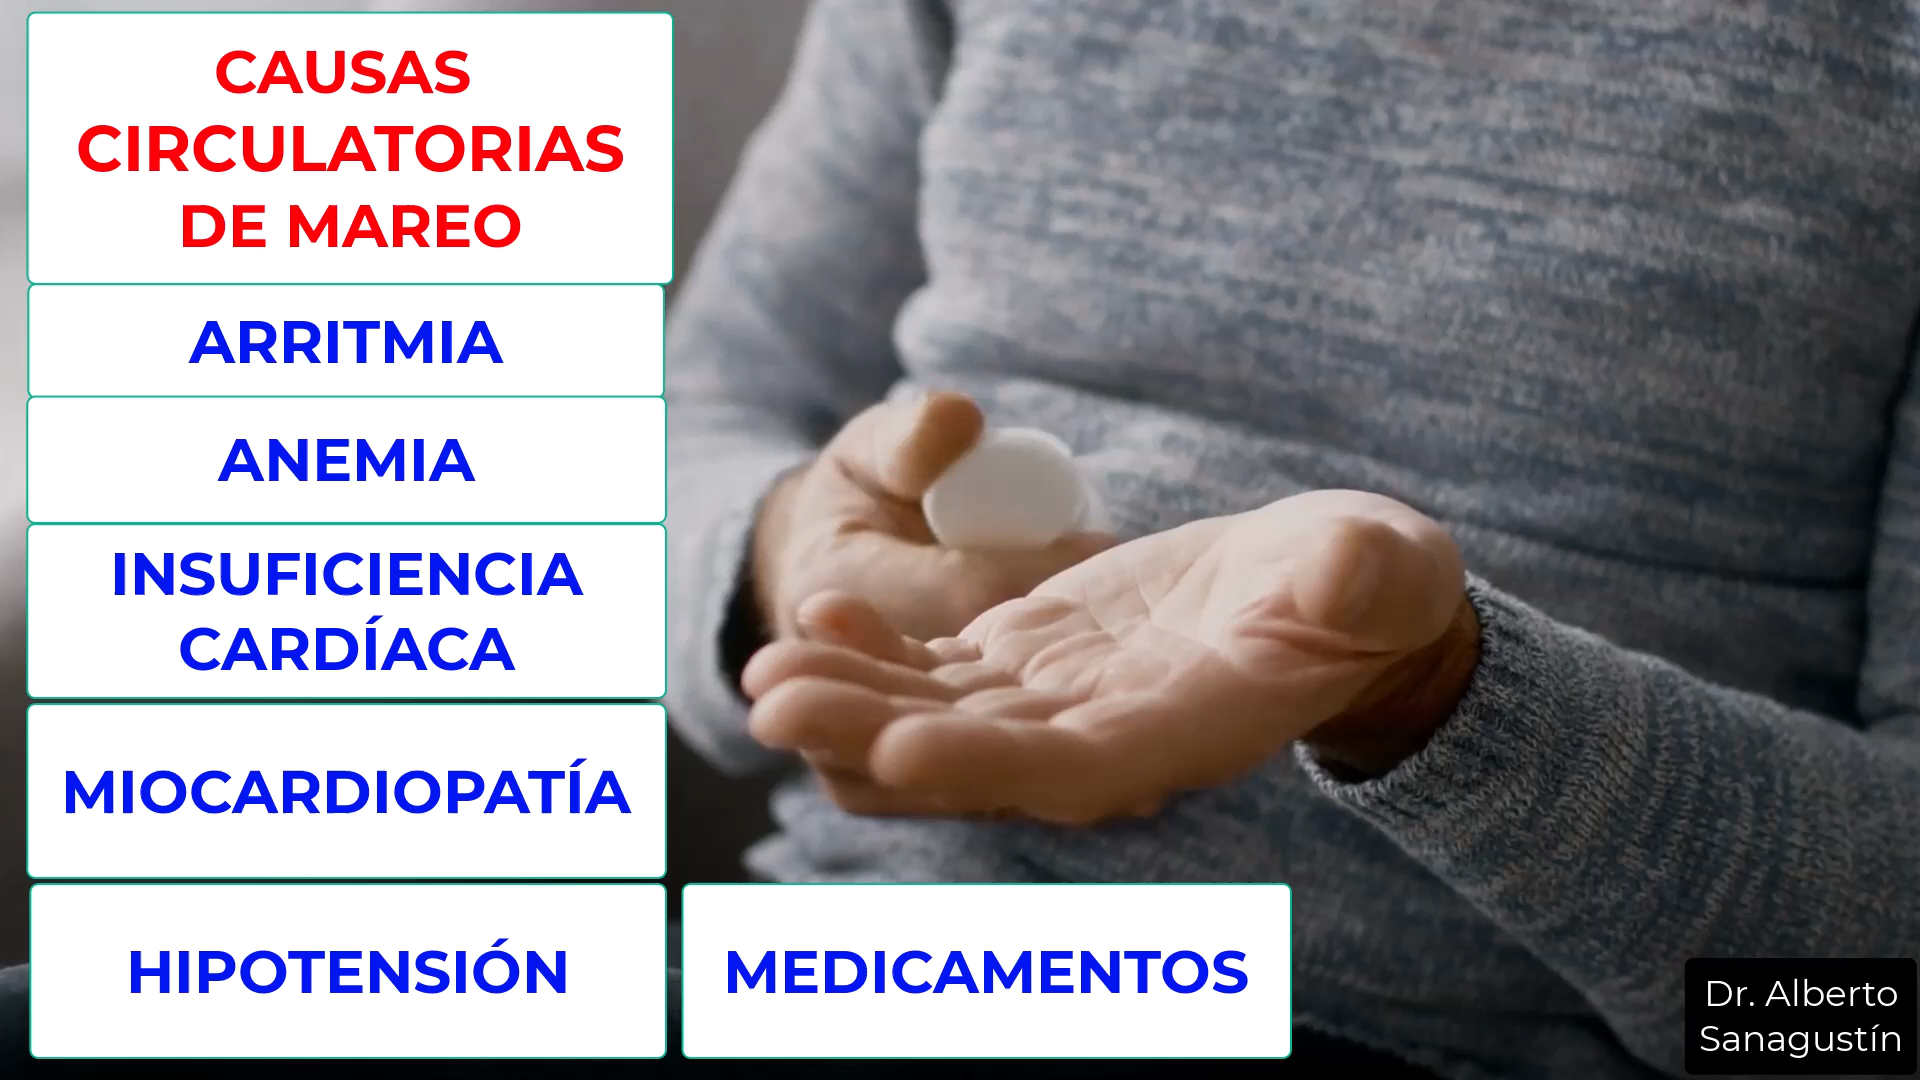 CAUSAS
CIRCULATORIAS
DE MAREO
ARRITMIA
ANEMIA
INSUFICIENCIA
CARDÍACA
MIOCARDIOPATÍA
HIPOTENSIÓN
MEDICAMENTOS
Dr. Alberto
Sanagustín